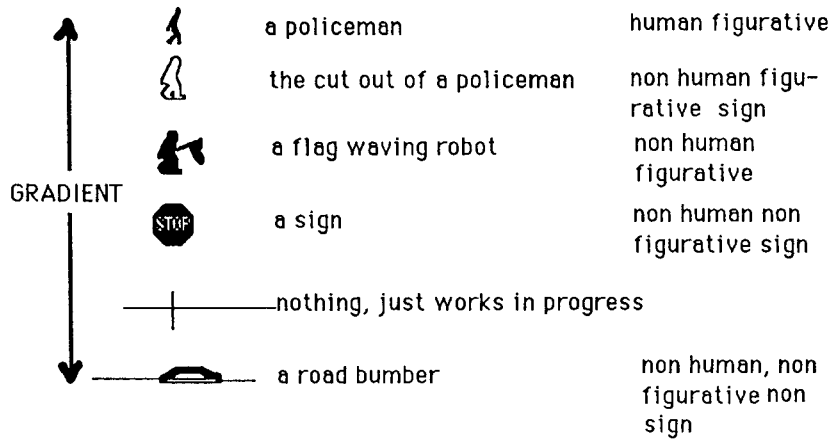 a policeman human figurative
the cut out of a policeman non human figu-
rative sign
a flag waving robot non human
figurative
GRADIENT
STOP a sign non human non
figurative sign
nothing, just works in progress
a road bumber non human, non
figurative non
sign